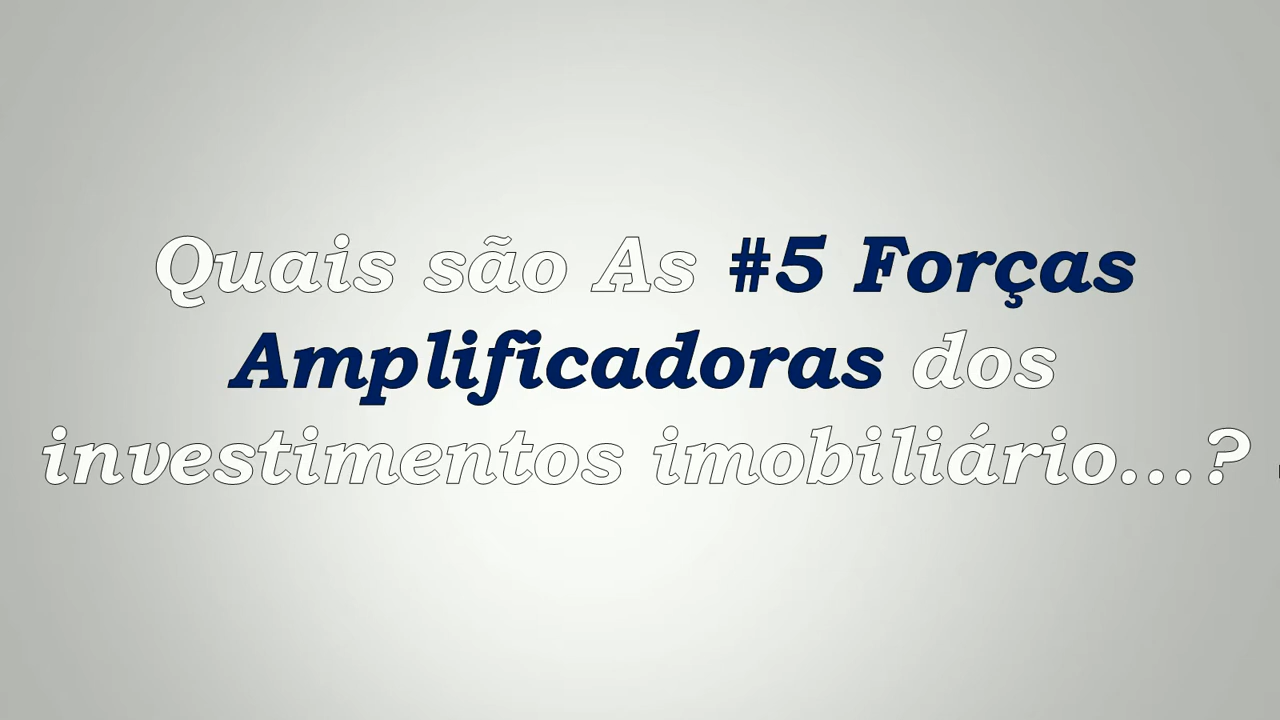 Quais são As #5 Forças
Amplificadoras dos
investimentos imobiliário...?